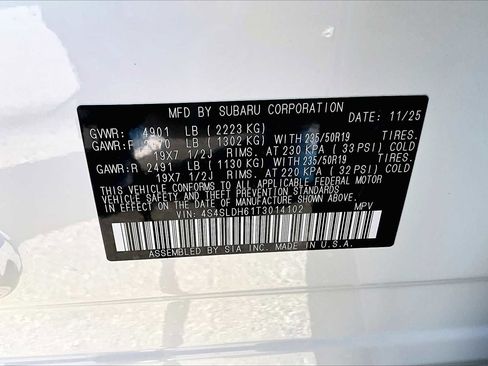 MFD BY SUBARU CORPORATION DATE: 11/25
GVWR: 4901 LB ( 2223 KG)
GAWR:F LB ( 1302 KG) WITH 235/50R19 TIRES.
19X7 1/2J RIMS. AT 230 KPA ( 33 PSI) COLD
GAWR:R 2491 LB ( 1130 KG) WITH 235/50R19 TIRES.
19X7 1/2J RIMS. AT 220 KPA ( 32 PSI) COLD
THIS VEHICLE CONFORMS TO ALL APPLICABLE FEDERAL MOTOR
VEHICLE SAFETY AND BUMPER STANDARDS IN EFFECT
ON THE DATE OF MANUFACTURE SHOWN ABOVE.
VIN: 4S4SLDH61T3014102 MPV
ASSEMBLED BY SIA INC. MADE IN U.S.A.